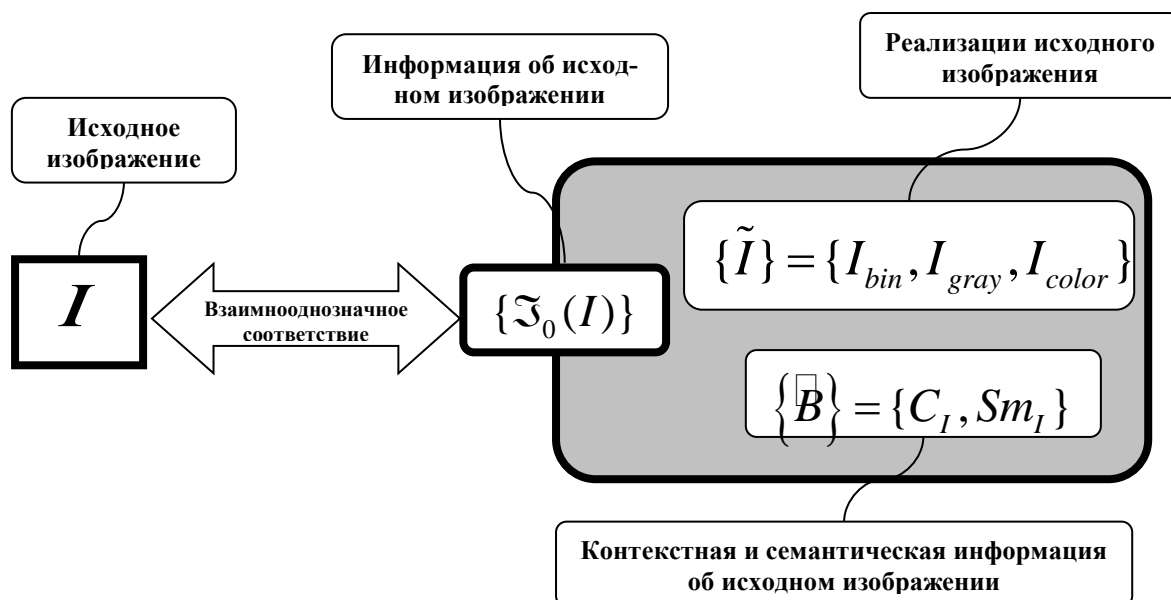 Реализации исходного
изображения
Информация об исход-
ном изображении
Исходное
изображение
{Ĩ} = {I_bin, I_gray, I_color}
I
Взаимнооднозначное
соответствие
{ℑ₀(I)}
{B} = {C_I, Sm_I}
Контекстная и семантическая информация
об исходном изображении